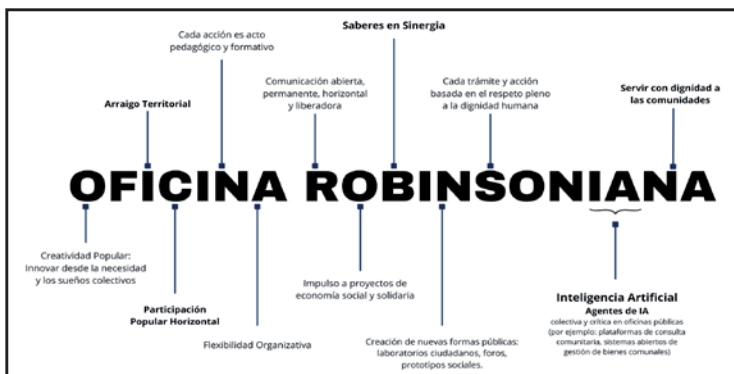 Saberes en Sinergia
Cada acción es acto
pedagógico y formativo
Comunicación abierta,
permanente, horizontal
y liberadora
Cada trámite y acción
basada en el respeto pleno
a la dignidad humana
Servir con dignidad a
las comunidades
Arraigo Territorial
OFICINA ROBINSONIANA
Creatividad Popular:
Innovar desde la necesidad
y los sueños colectivos
Participación
Popular Horizontal
Flexibilidad Organizativa
Impulso a proyectos de
economía social y solidaria
Creación de nuevas formas públicas:
laboratorios ciudadanos, foros,
prototipos sociales.
Inteligencia Artificial
Agentes de IA
colectiva y crítica en oficinas públicas
(por ejemplo: plataformas de consulta
comunitaria, sistemas abiertos de
gestión de bienes comunales)